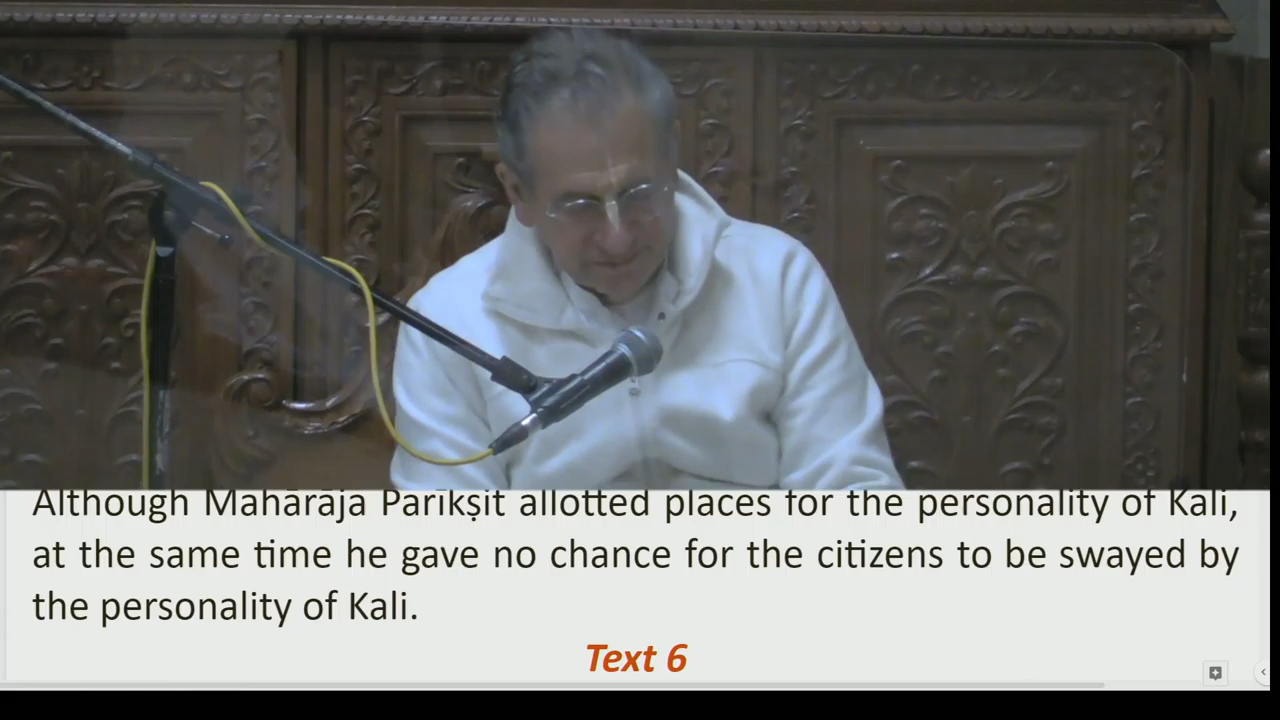 Although Mahārāja Parīkṣit allotted places for the personality of Kali,
at the same time he gave no chance for the citizens to be swayed by
the personality of Kali.
Text 6